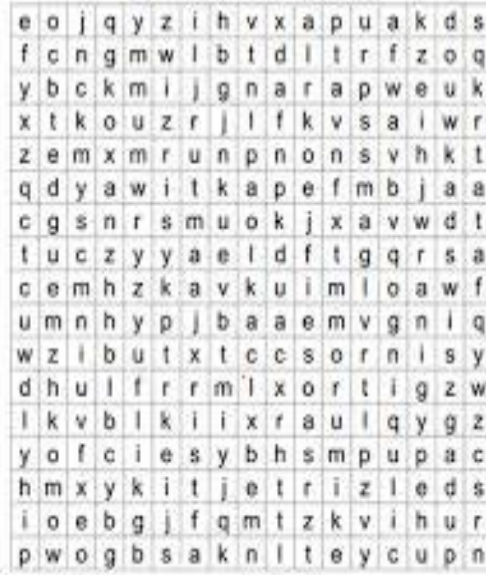 e o j q y z i h v x a p u a k d s
f c n g m w l b t d l t r f z o q
y b c k m i j g n a r a p w e u k
x t k o u z r j l f k v s a i w r
z e m x m r u n p n o n s v h k t
q d y a w i t k a p e f m b j a a
c g s n r s m u o k j x a v w d t
t u c z y y a e l d f t g q r s a
c e m h z k a v k u i m l o a w f
u m n h y p j b a a e m v g n i q
w z i b u t x t c c s o r n i s y
d h u l f r r m l x o r t i g z w
l k v b l k i i x r a u l q y g z
y o f c i e s y b h s m p u p a c
h m x y k i t j e t r i z l e d s
i o e b g j f q m t z k v i h u r
p w o g b s a k n l t e y c u p n